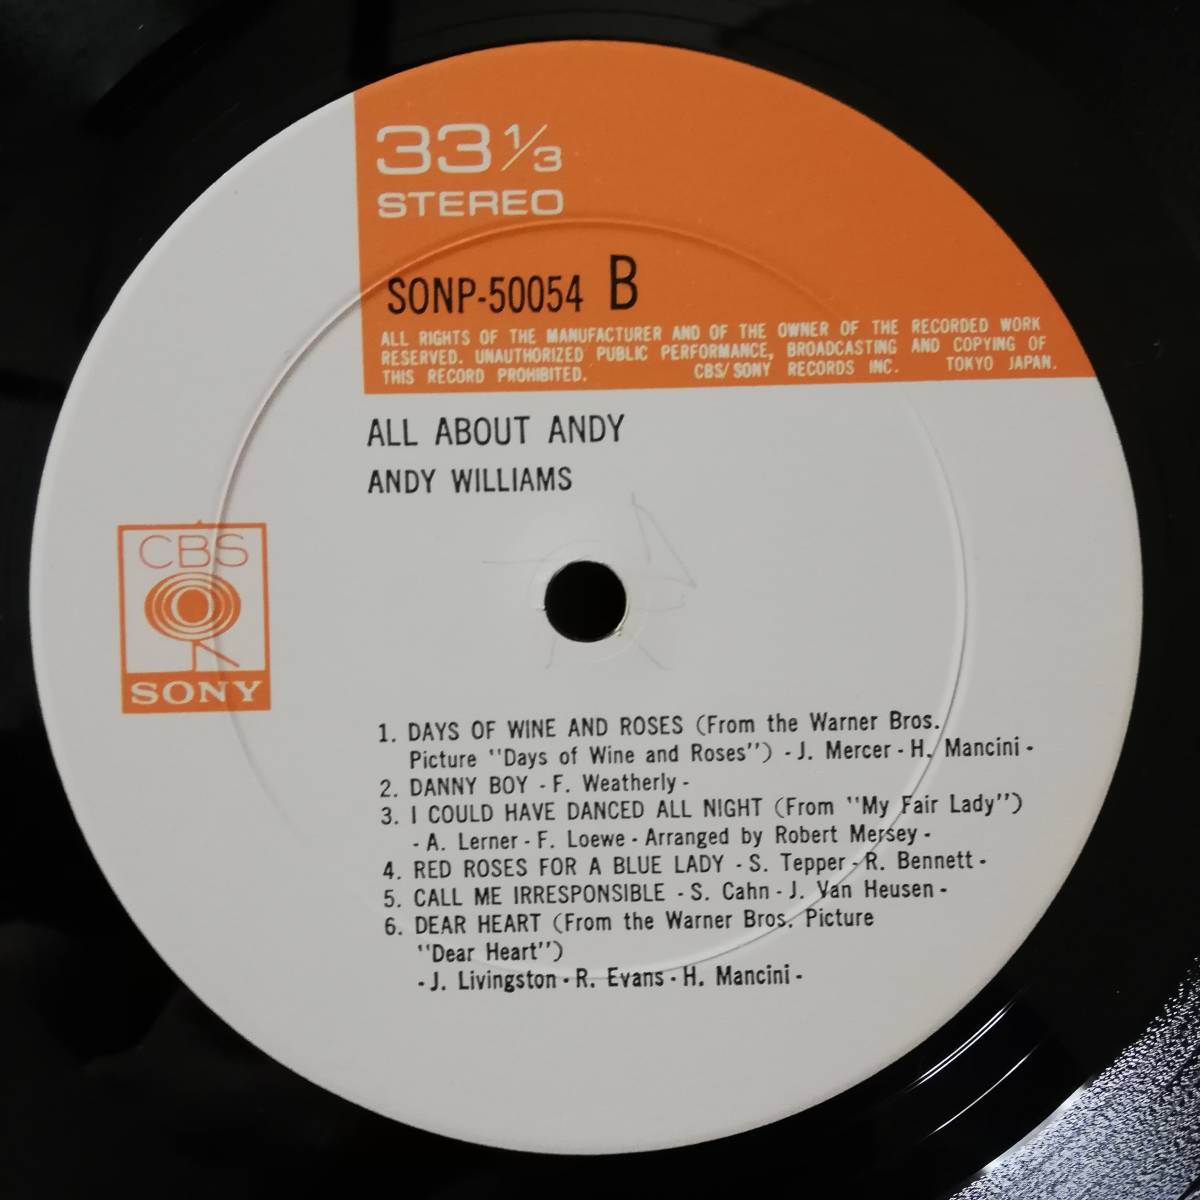 33 1/3
STEREO
SONP-50054 B
ALL RIGHTS OF THE MANUFACTURER AND OF THE OWNER OF THE RECORDED WORK
RESERVED. UNAUTHORIZED PUBLIC PERFORMANCE, BROADCASTING AND COPYING OF
THIS RECORD PROHIBITED. CBS/SONY RECORDS INC. TOKYO JAPAN.
ALL ABOUT ANDY
ANDY WILLIAMS
CBS
SONY
1. DAYS OF WINE AND ROSES (From the Warner Bros.
Picture "Days of Wine and Roses") - J. Mercer - H. Mancini -
2. DANNY BOY - F. Weatherly -
3. I COULD HAVE DANCED ALL NIGHT (From "My Fair Lady")
- A. Lerner - F. Loewe - Arranged by Robert Mersey -
4. RED ROSES FOR A BLUE LADY - S. Tepper - R. Bennett -
5. CALL ME IRRESPONSIBLE - S. Cahn - J. Van Heusen -
6. DEAR HEART (From the Warner Bros. Picture
"Dear Heart")
- J. Livingston - R. Evans - H. Mancini -